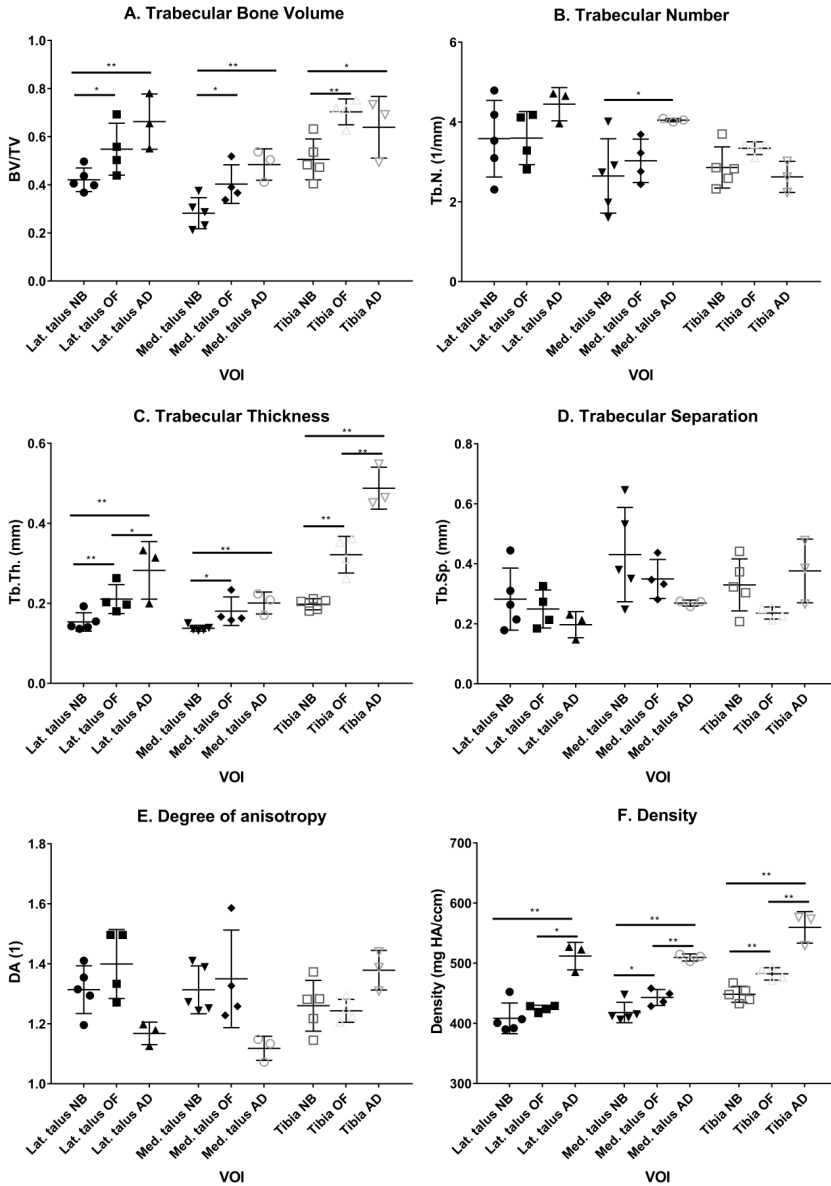 A. Trabecular Bone Volume
BV/TV
1.0
0.8
0.6
0.4
0.2
0.0
**
*
**
*
*
**
Lat. talus NB
Lat. talus OF
Lat. talus AD
Med. talus NB
Med. talus OF
Med. talus AD
Tibia NB
Tibia OF
Tibia AD
VOI
B. Trabecular Number
Tb.N. (1/mm)
6
4
2
0
*
Lat. talus NB
Lat. talus OF
Lat. talus AD
Med. talus NB
Med. talus OF
Med. talus AD
Tibia NB
Tibia OF
Tibia AD
VOI
C. Trabecular Thickness
Tb.Th. (mm)
0.6
0.4
0.2
0.0
**
**
*
**
*
**
**
**
Lat. talus NB
Lat. talus OF
Lat. talus AD
Med. talus NB
Med. talus OF
Med. talus AD
Tibia NB
Tibia OF
Tibia AD
VOI
D. Trabecular Separation
Tb.Sp. (mm)
0.8
0.6
0.4
0.2
0.0
Lat. talus NB
Lat. talus OF
Lat. talus AD
Med. talus NB
Med. talus OF
Med. talus AD
Tibia NB
Tibia OF
Tibia AD
VOI
E. Degree of anisotropy
DA (1)
1.8
1.6
1.4
1.2
1.0
Lat. talus NB
Lat. talus OF
Lat. talus AD
Med. talus NB
Med. talus OF
Med. talus AD
Tibia NB
Tibia OF
Tibia AD
VOI
F. Density
Density (mg HA/ccm)
700
600
500
400
300
**
*
**
**
*
**
**
**
Lat. talus NB
Lat. talus OF
Lat. talus AD
Med. talus NB
Med. talus OF
Med. talus AD
Tibia NB
Tibia OF
Tibia AD
VOI